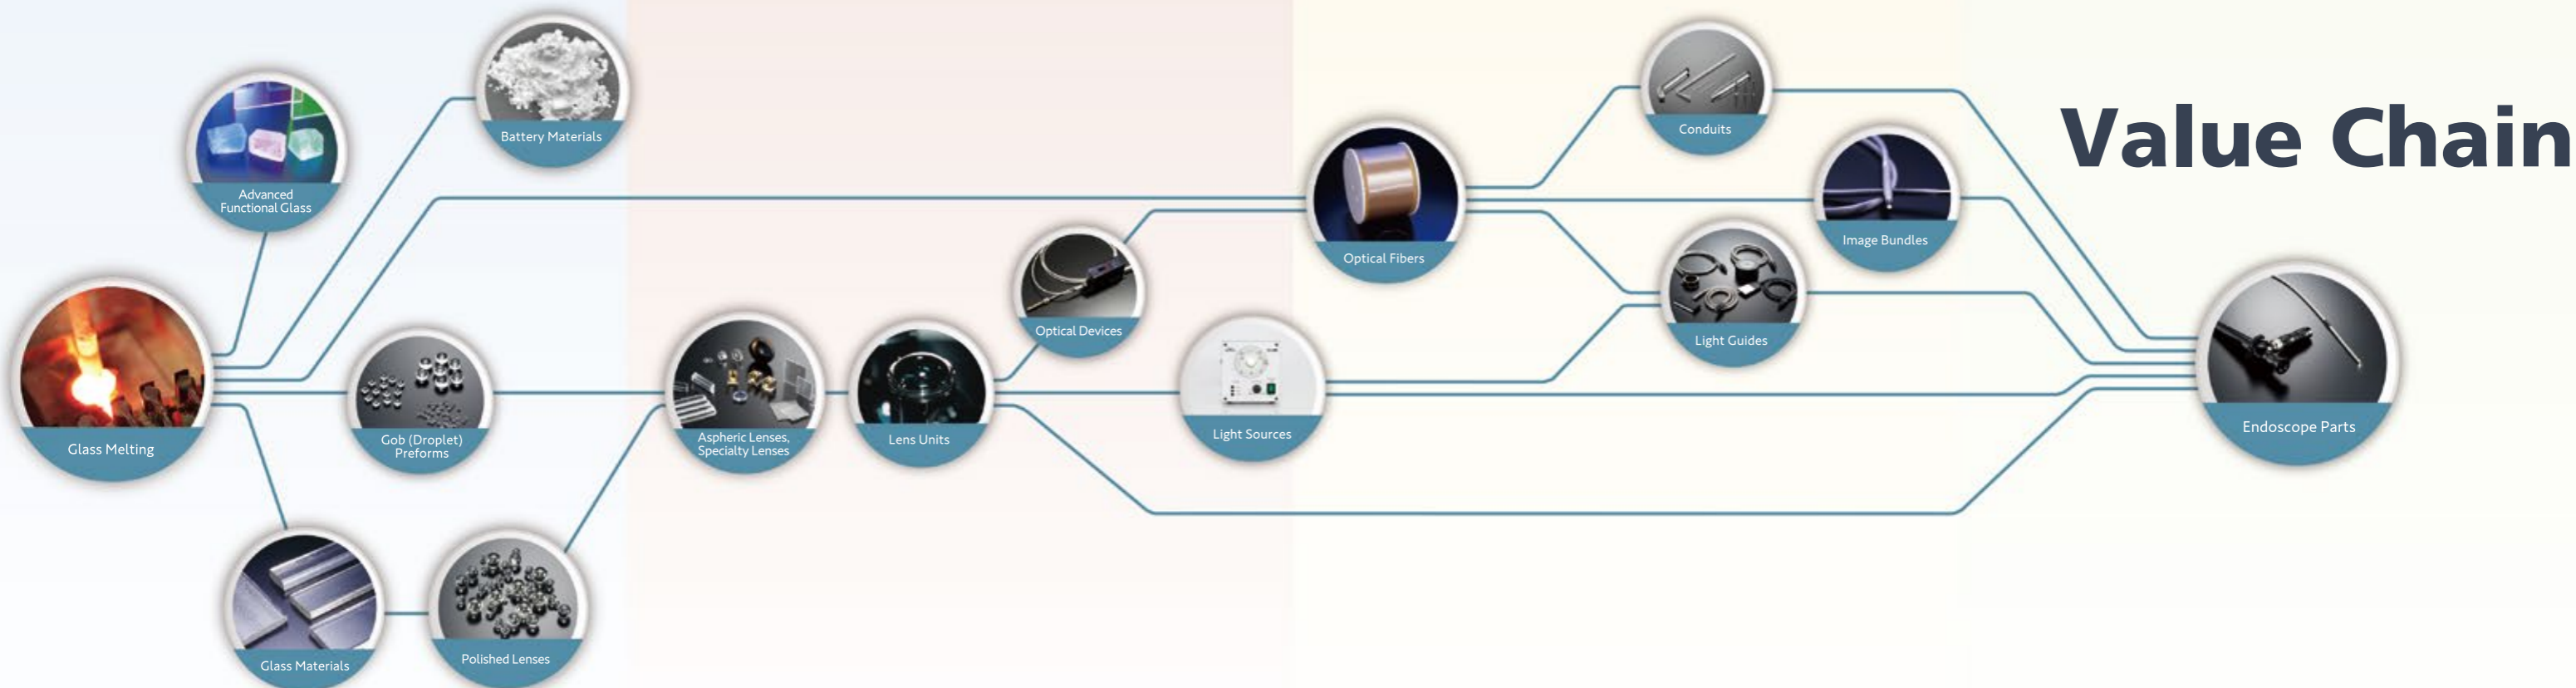 Value Chain
Battery Materials
Advanced
Functional Glass
Conduits
Image Bundles
Optical Fibers
Optical Devices
Light Guides
Glass Melting
Gob (Droplet)
Preforms
Aspheric Lenses,
Specialty Lenses
Lens Units
Light Sources
Endoscope Parts
Glass Materials
Polished Lenses